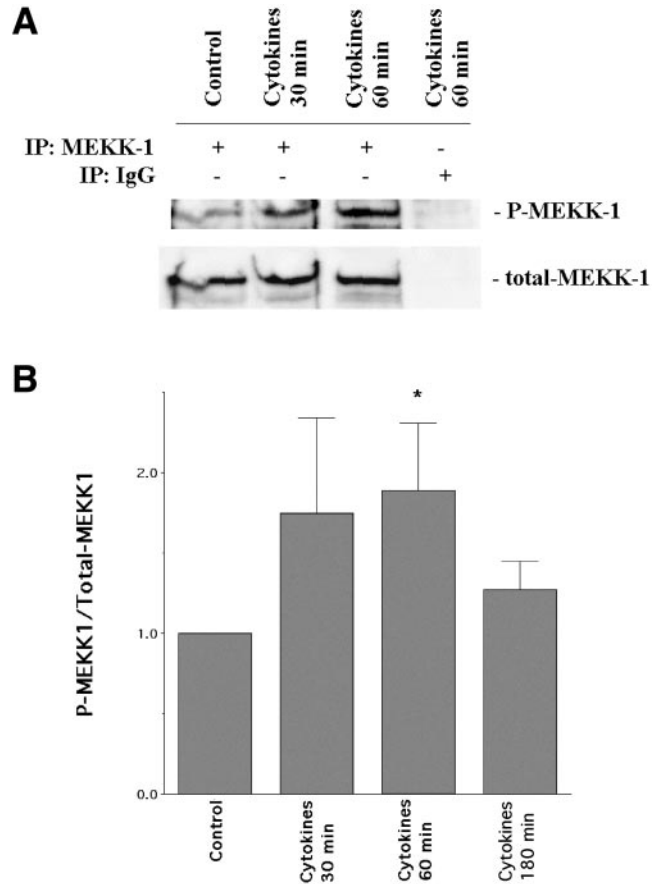 A
Control
Cytokines
30 min
Cytokines
60 min
Cytokines
60 min
IP: MEKK-1 + + + -
IP: IgG - - - +
- P-MEKK-1
- total-MEKK-1
B
*
P-MEKK1/Total-MEKK1
2.0
1.0
0.0
Control
Cytokines
30 min
Cytokines
60 min
Cytokines
180 min